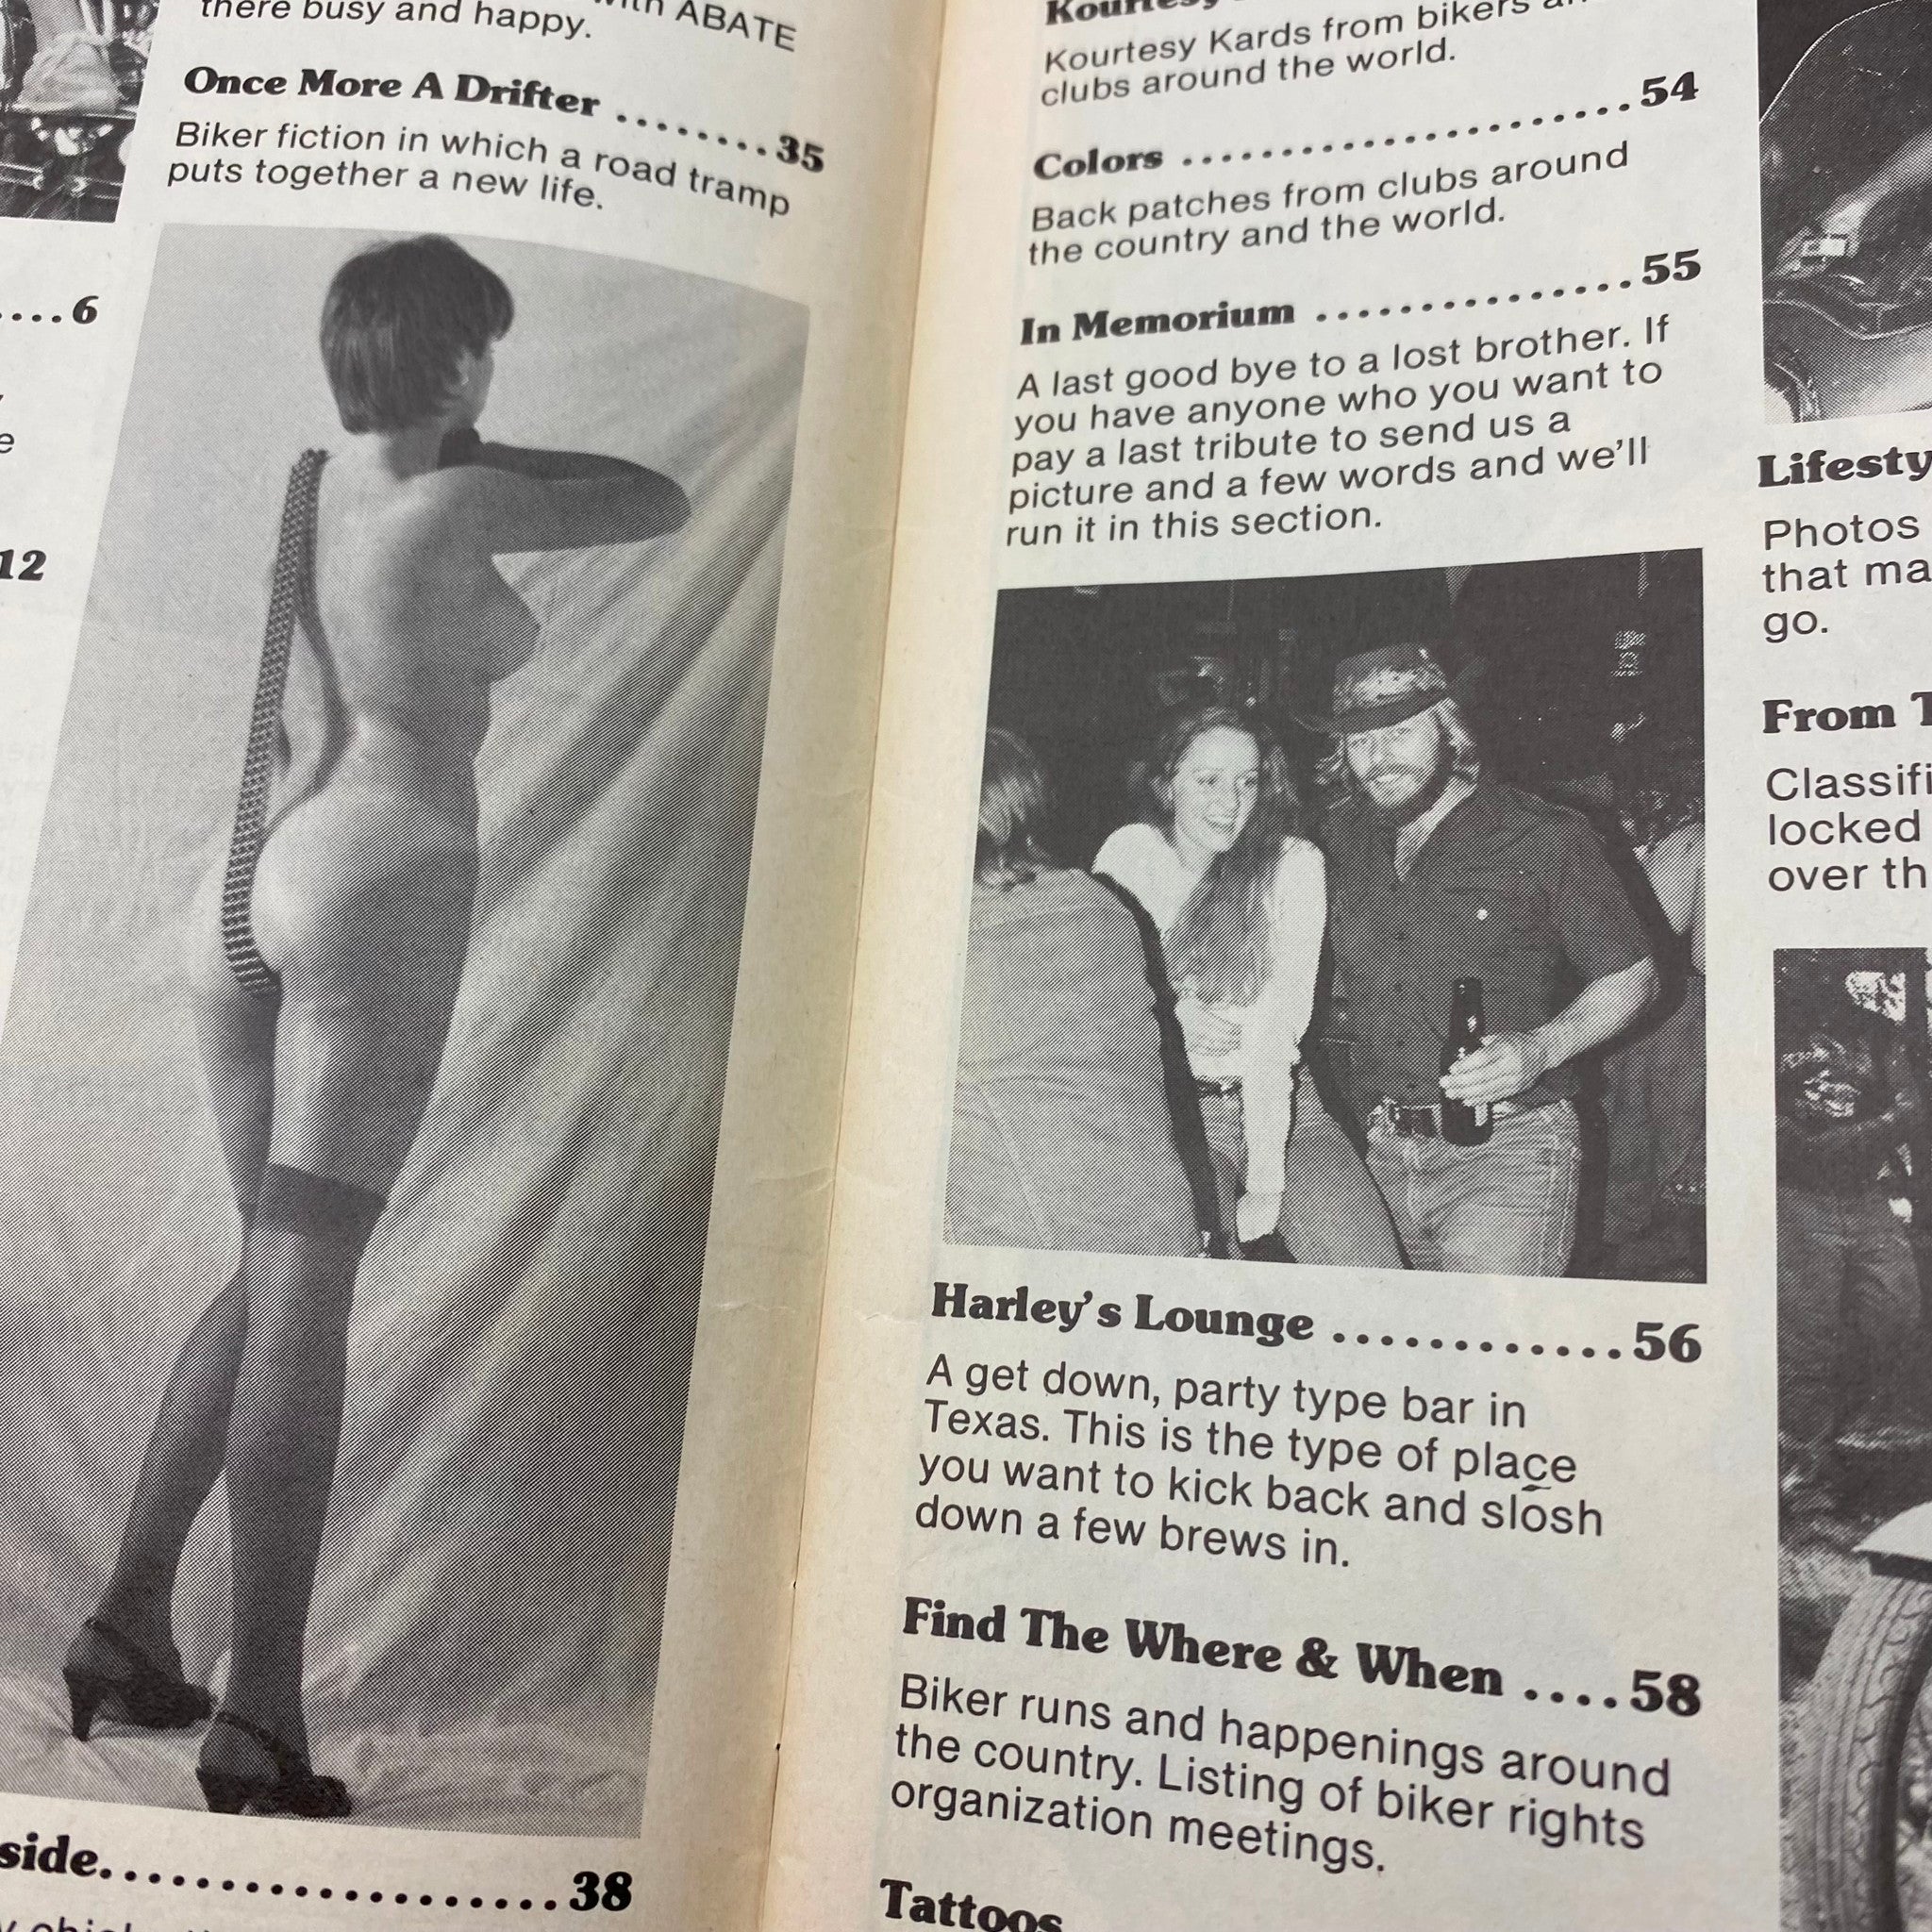 there busy and happy.
with ABATE
Once More A Drifter ........35
Biker fiction in which a road tramp
puts together a new life.
....6
e
12
side...................38
Kourtesy
Kourtesy Kards from bikers
clubs around the world.
54
Colors
Back patches from clubs around
the country and the world.
In Memorium ...............55
A last good bye to a lost brother. If
you have anyone who you want to
pay a last tribute to send us a
picture and a few words and we'll
run it in this section.
Harley's Lounge ............56
A get down, party type bar in
Texas. This is the type of place
you want to kick back and slosh
down a few brews in.
Find The Where & When ....58
Biker runs and happenings around
the country. Listing of biker rights
organization meetings.
Tattoos
Lifesty
Photos
that ma
go.
From T
Classifi
locked
over th